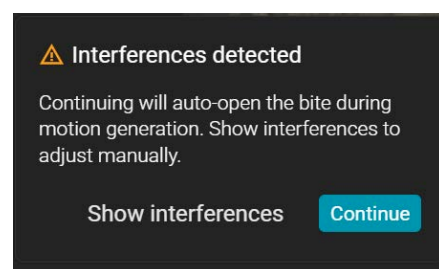 Interferences detected
Continuing will auto-open the bite during
motion generation. Show interferences to
adjust manually.
Show interferences
Continue